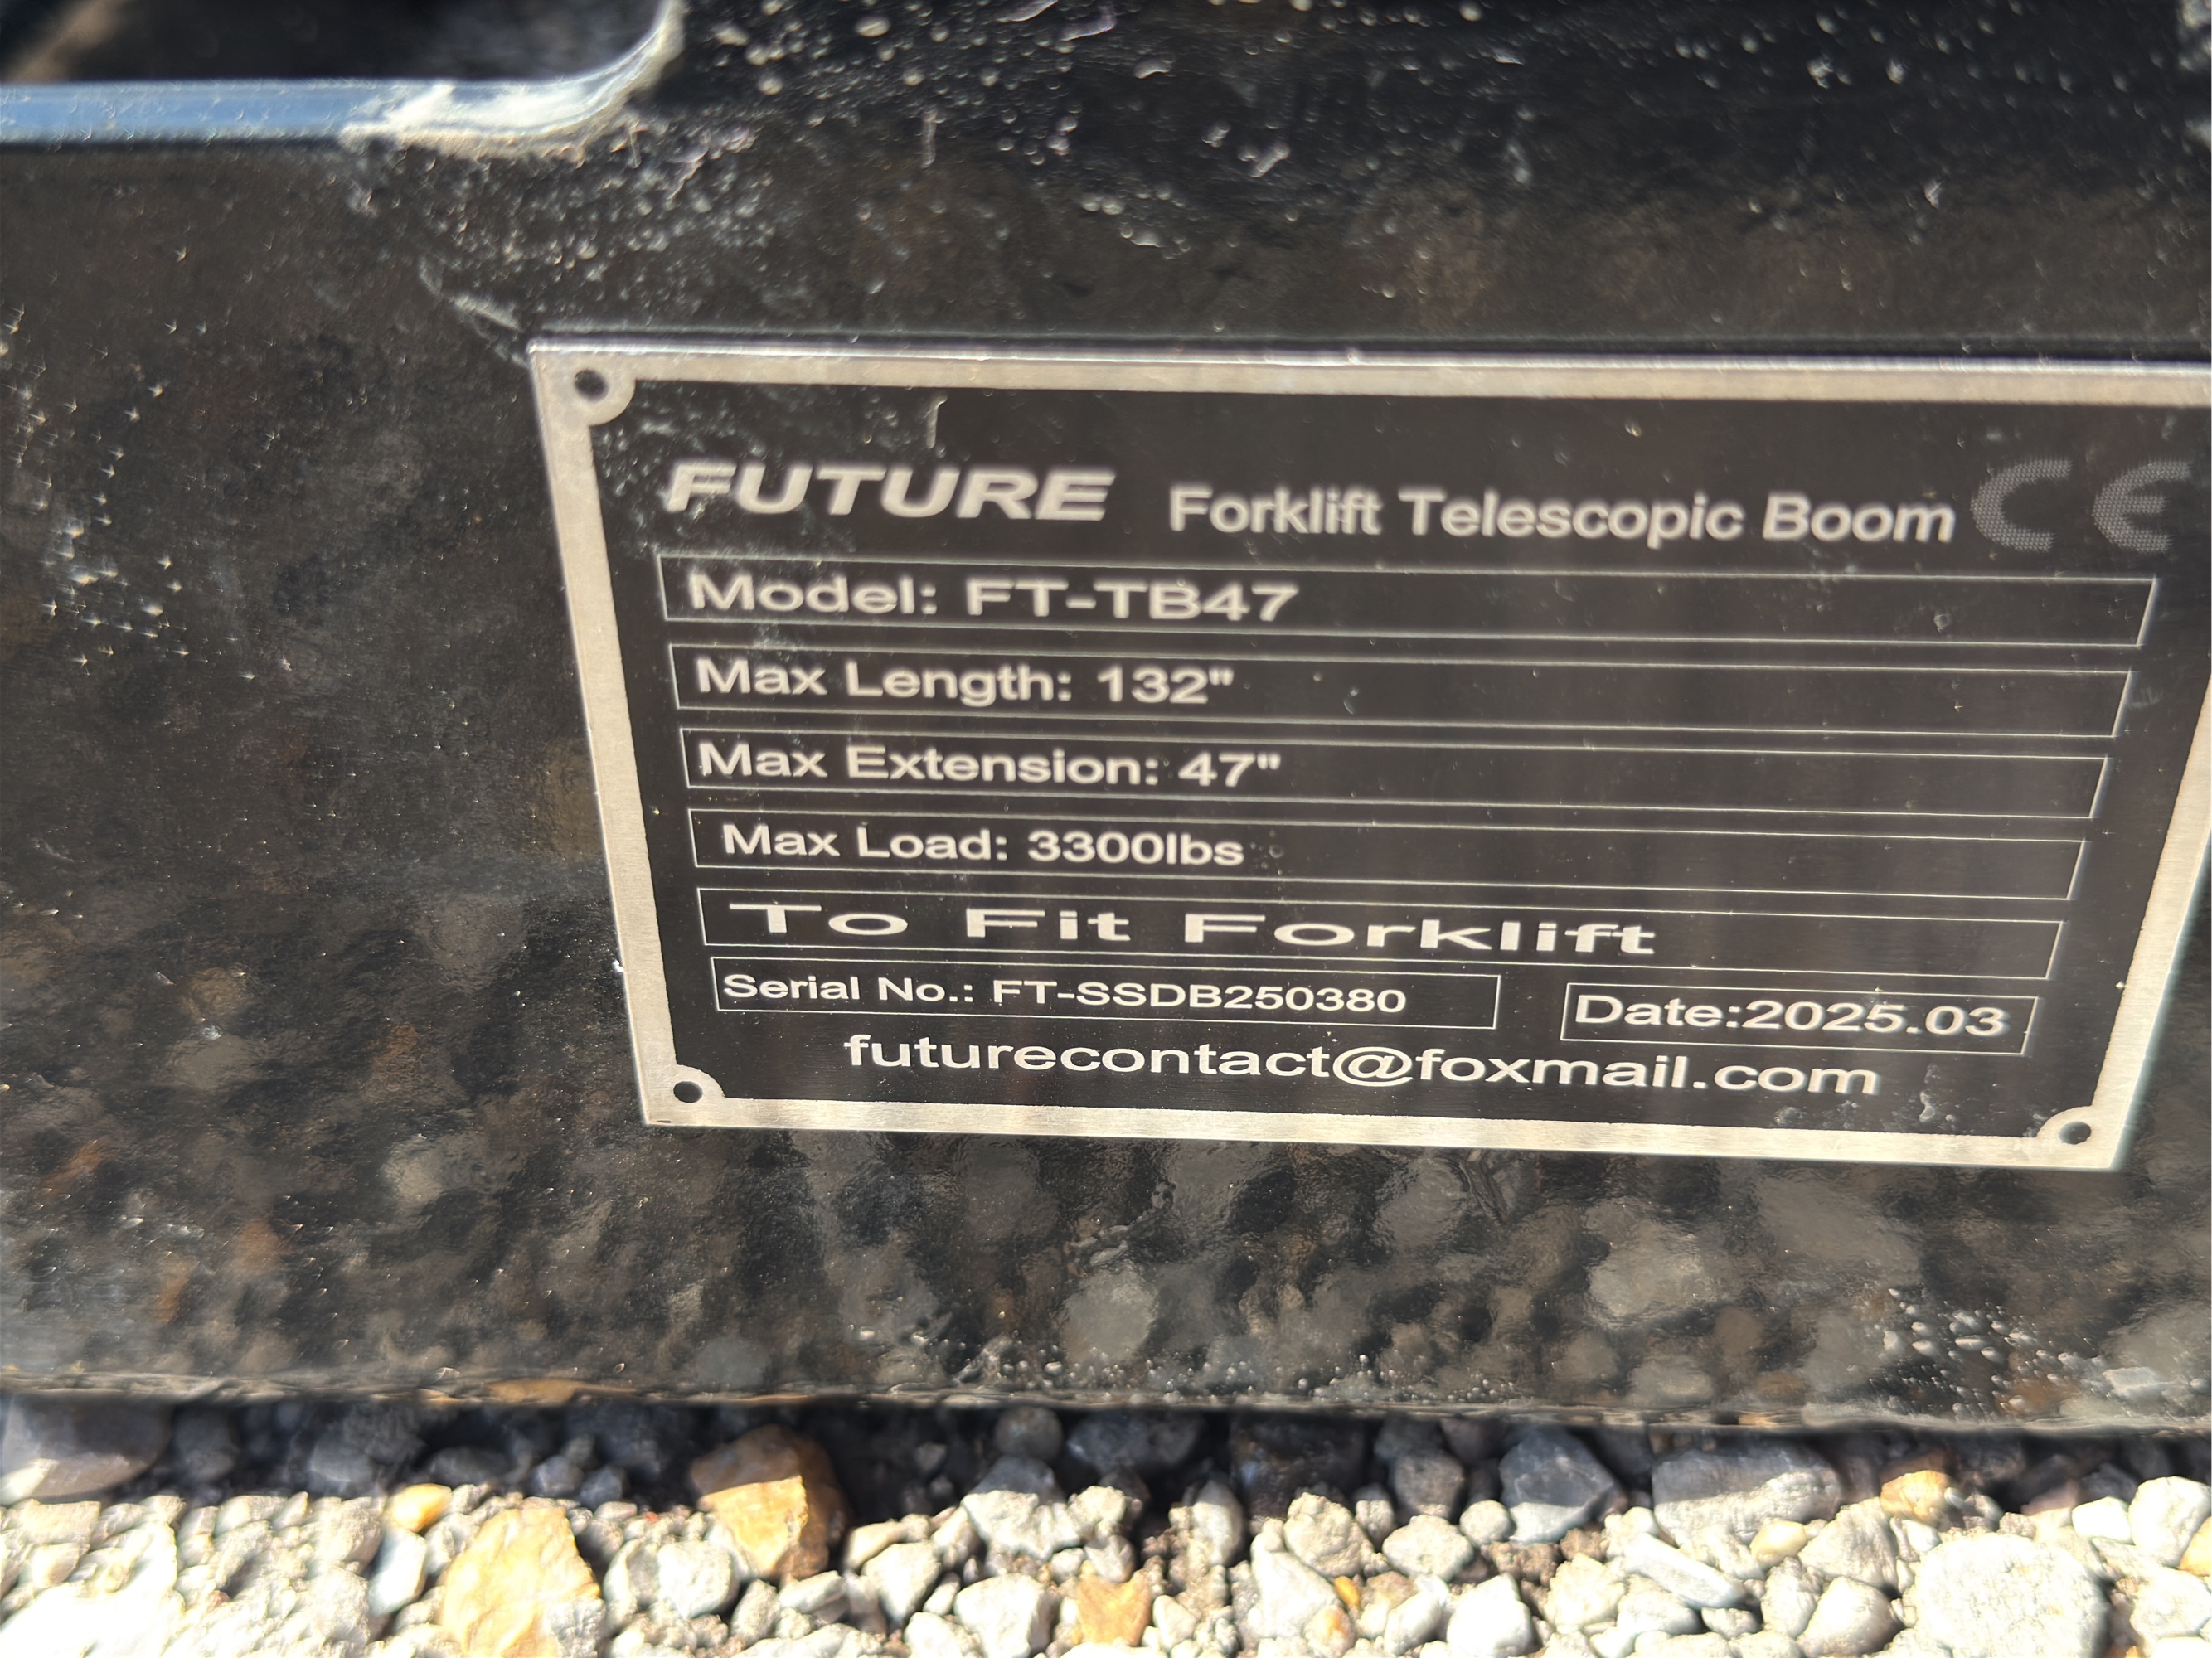 FUTURE Forklift Telescopic Boom CE
Model: FT-TB47
Max Length: 132"
Max Extension: 47"
Max Load: 3300lbs
To Fit Forklift
Serial No.: FT-SSDB250380 Date:2025.03
futurecontact@foxmail.com